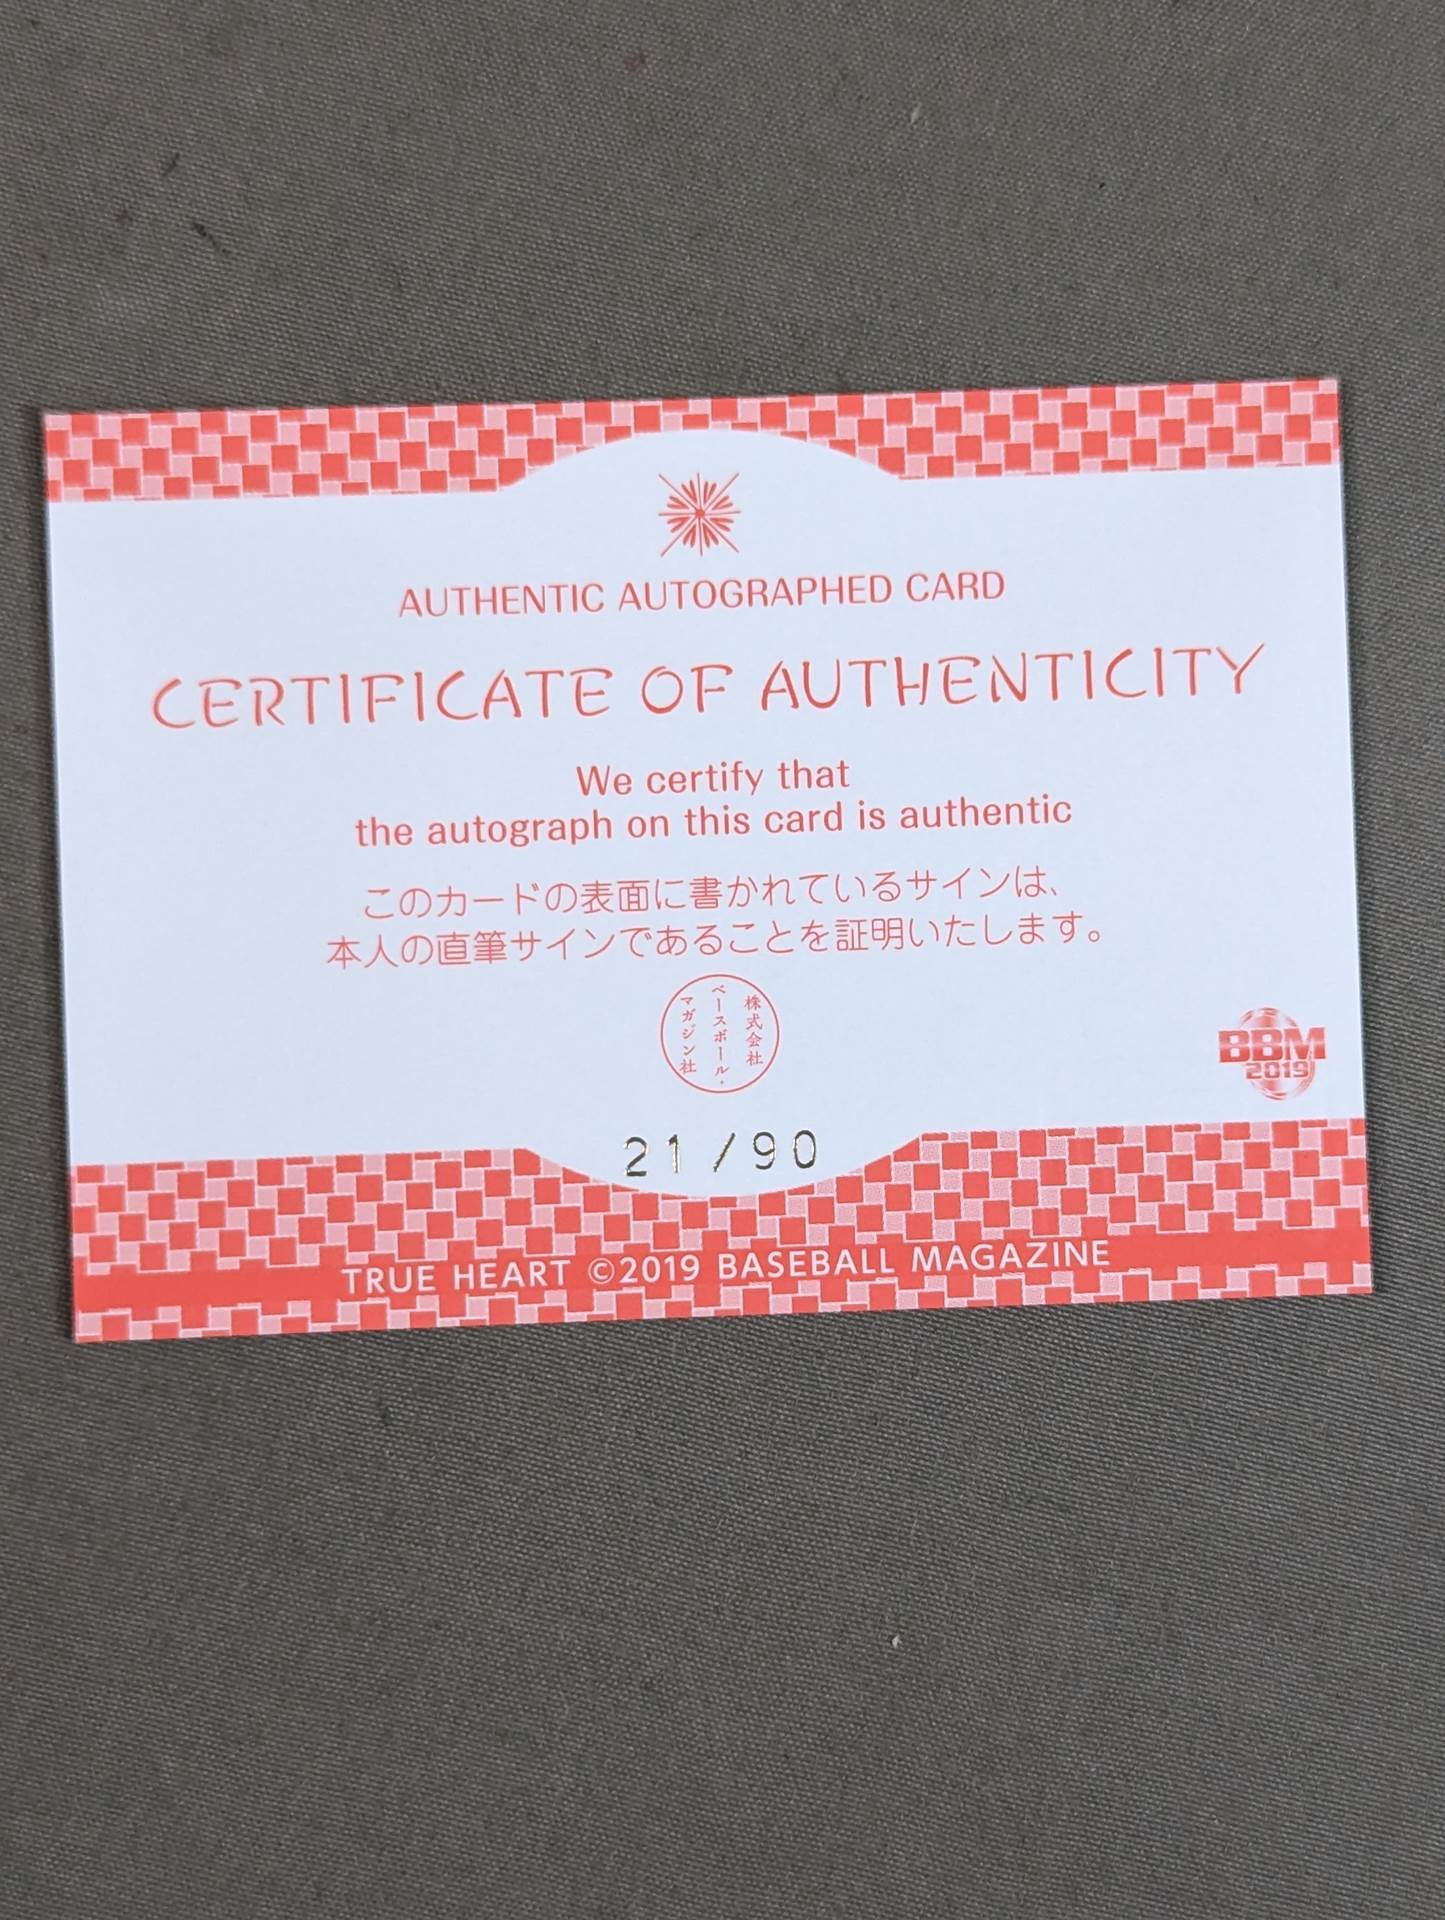 AUTHENTIC AUTOGRAPHED CARD
CERTIFICATE OF AUTHENTICITY
We certify that
the autograph on this card is authentic
このカードの表面に書かれているサインは、
本人の直筆サインであることを証明いたします。
株式会社
ベースボール・
マガジン社
BBM
2019
21/90
TRUE HEART ©2019 BASEBALL MAGAZINE